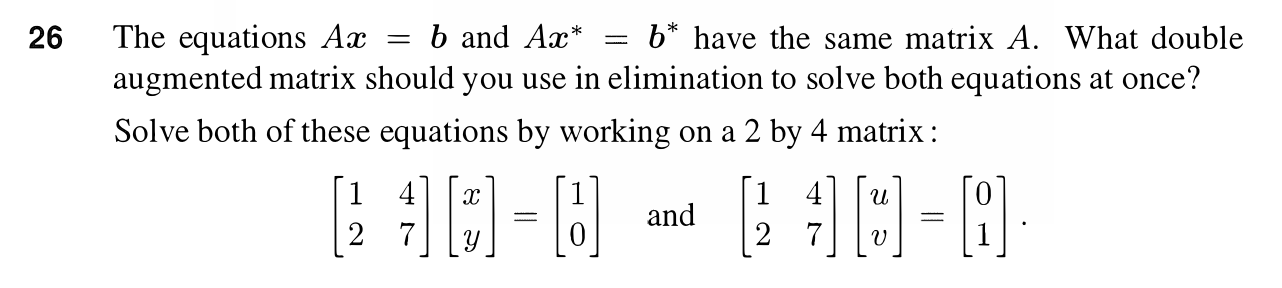 26 The equations Ax = b and Ax* = b* have the same matrix A. What double
augmented matrix should you use in elimination to solve both equations at once?
Solve both of these equations by working on a 2 by 4 matrix:
[1 4; 2 7] [x; y] = [1; 0] and [1 4; 2 7] [u; v] = [0; 1].